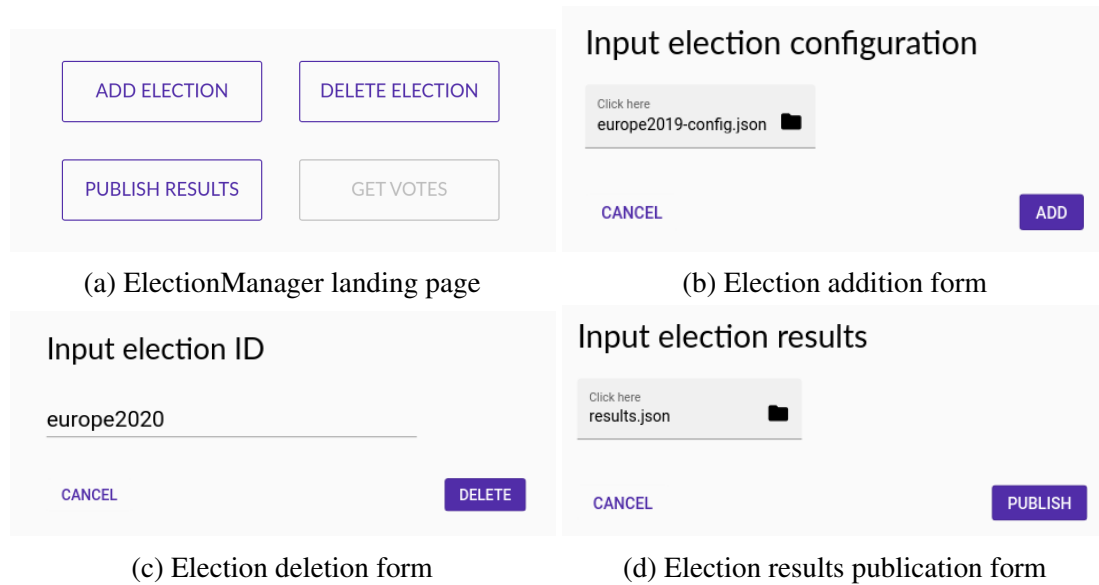 ADD ELECTION
DELETE ELECTION
PUBLISH RESULTS
GET VOTES
(a) ElectionManager landing page
Input election configuration
Click here
europe2019-config.json
CANCEL
ADD
(b) Election addition form
Input election ID
europe2020
CANCEL
DELETE
(c) Election deletion form
Input election results
Click here
results.json
CANCEL
PUBLISH
(d) Election results publication form